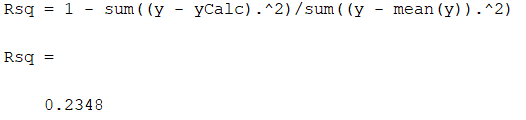 Rsq = 1 - sum((y - yCalc).^2)/sum((y - mean(y)).^2)
Rsq =
0.2348